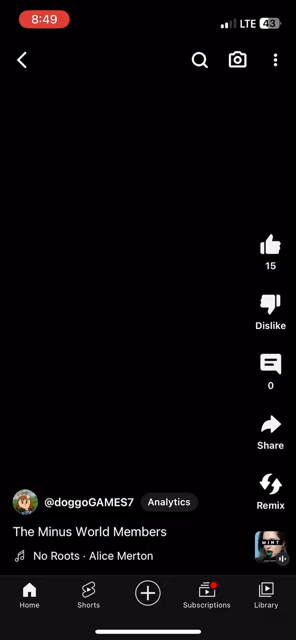 8:49
LTE 43
15
Dislike
0
Share
@doggoGAMES7 Analytics
Remix
The Minus World Members
No Roots · Alice Merton
MINT
Home Shorts Subscriptions Library